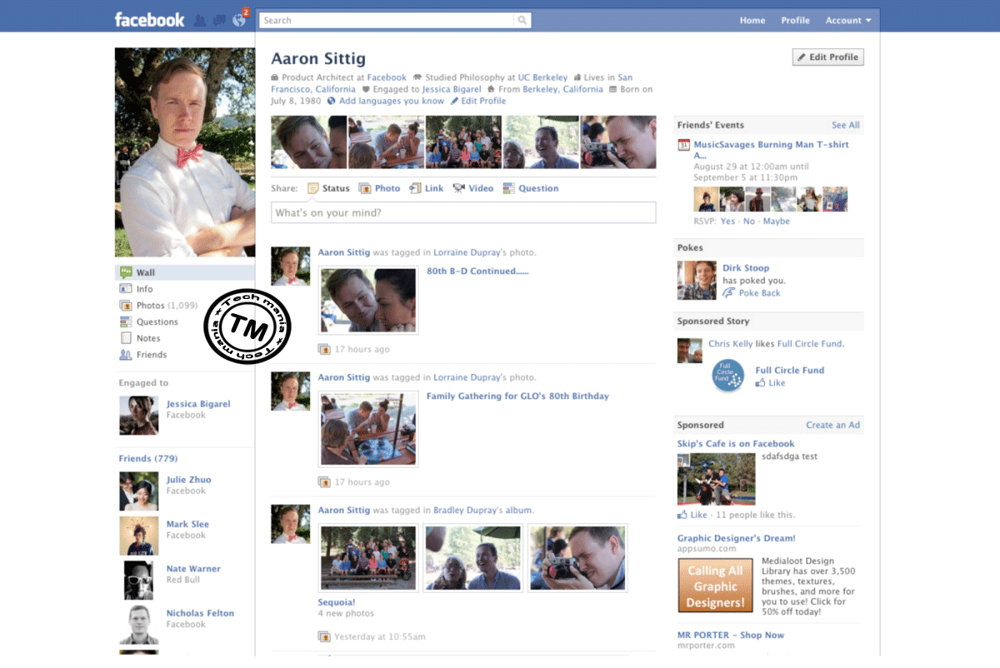 facebook
2
Search
Home Profile Account
Aaron Sittig
Edit Profile
Product Architect at Facebook Studied Philosophy at UC Berkeley Lives in San
Francisco, California Engaged to Jessica Bigarel From Berkeley, California Born on
July 8, 1980 Add languages you know Edit Profile
Share: Status Photo Link Video Question
What's on your mind?
Wall
Info
Photos (1,099)
Questions
Notes
Friends
Tech mania * Tech mania *
TM
Engaged to
Jessica Bigarel
Facebook
Friends (779)
Julie Zhuo
Facebook
Mark Slee
Facebook
Nate Warner
Red Bull
Nicholas Felton
Facebook
Aaron Sittig was tagged in Lorraine Dupray's photo.
80th B-D Continued......
17 hours ago
Aaron Sittig was tagged in Lorraine Dupray's photo.
Family Gathering for GLO's 80th Birthday
17 hours ago
Aaron Sittig was tagged in Bradley Dupray's album.
Sequoia!
4 new photos
Yesterday at 10:55am
Friends' Events See All
31
MusicSavages Burning Man T-shirt
A...
August 29 at 12:00am until
September 5 at 11:30pm
RSVP: Yes · No · Maybe
Pokes
Dirk Stoop
has poked you.
Poke Back
Sponsored Story
Chris Kelly likes Full Circle Fund.
Full
Circle
Fund
Full Circle Fund
Like
Sponsored Create an Ad
Skip's Cafe is on Facebook
sdafsdga test
Like · 11 people like this.
Graphic Designer's Dream!
appsumo.com
Calling All
Graphic
Designers!
Medialoot Design
Library has over 3,500
themes, textures,
brushes, and more for
you to use! Click for
50% off today!
MR PORTER - Shop Now
mrporter.com